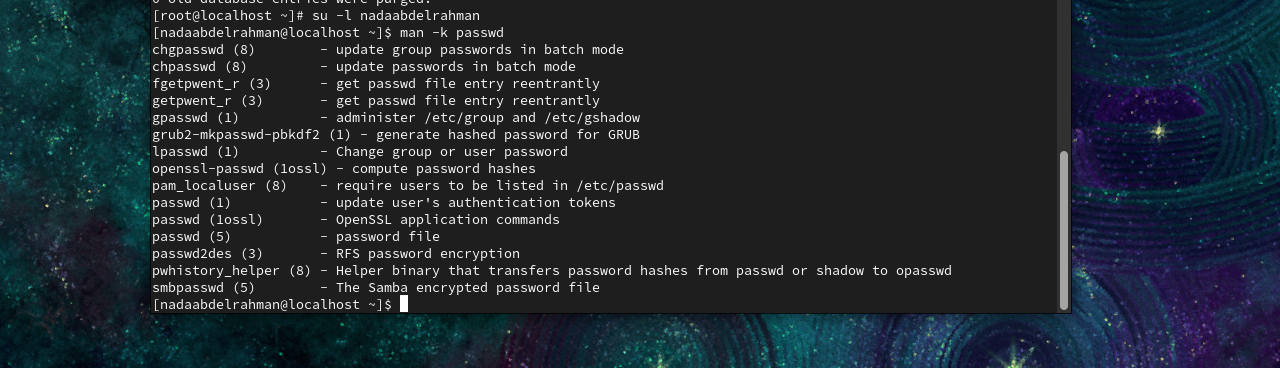 0 old database entries were purged.
[root@localhost ~]# su -l nadaabdelrahman
[nadaabdelrahman@localhost ~]$ man -k passwd
chgpasswd (8)        - update group passwords in batch mode
chpasswd (8)         - update passwords in batch mode
fgetpwent_r (3)      - get passwd file entry reentrantly
getpwent_r (3)       - get passwd file entry reentrantly
gpasswd (1)          - administer /etc/group and /etc/gshadow
grub2-mkpasswd-pbkdf2 (1) - generate hashed password for GRUB
lpasswd (1)          - Change group or user password
openssl-passwd (1ossl) - compute password hashes
pam_localuser (8)    - require users to be listed in /etc/passwd
passwd (1)           - update user's authentication tokens
passwd (1ossl)       - OpenSSL application commands
passwd (5)           - password file
passwd2des (3)       - RFS password encryption
pwhistory_helper (8) - Helper binary that transfers password hashes from passwd or shadow to opasswd
smbpasswd (5)        - The Samba encrypted password file
[nadaabdelrahman@localhost ~]$